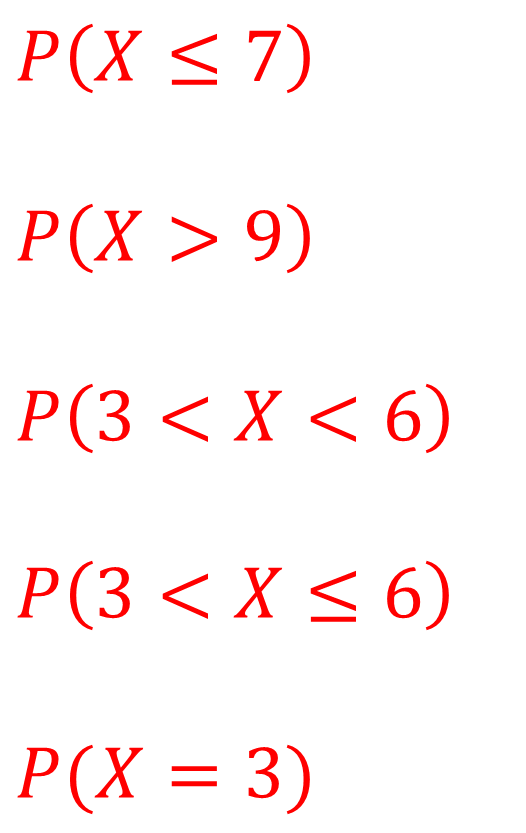 P(X ≤ 7)
P(X > 9)
P(3 < X < 6)
P(3 < X ≤ 6)
P(X = 3)